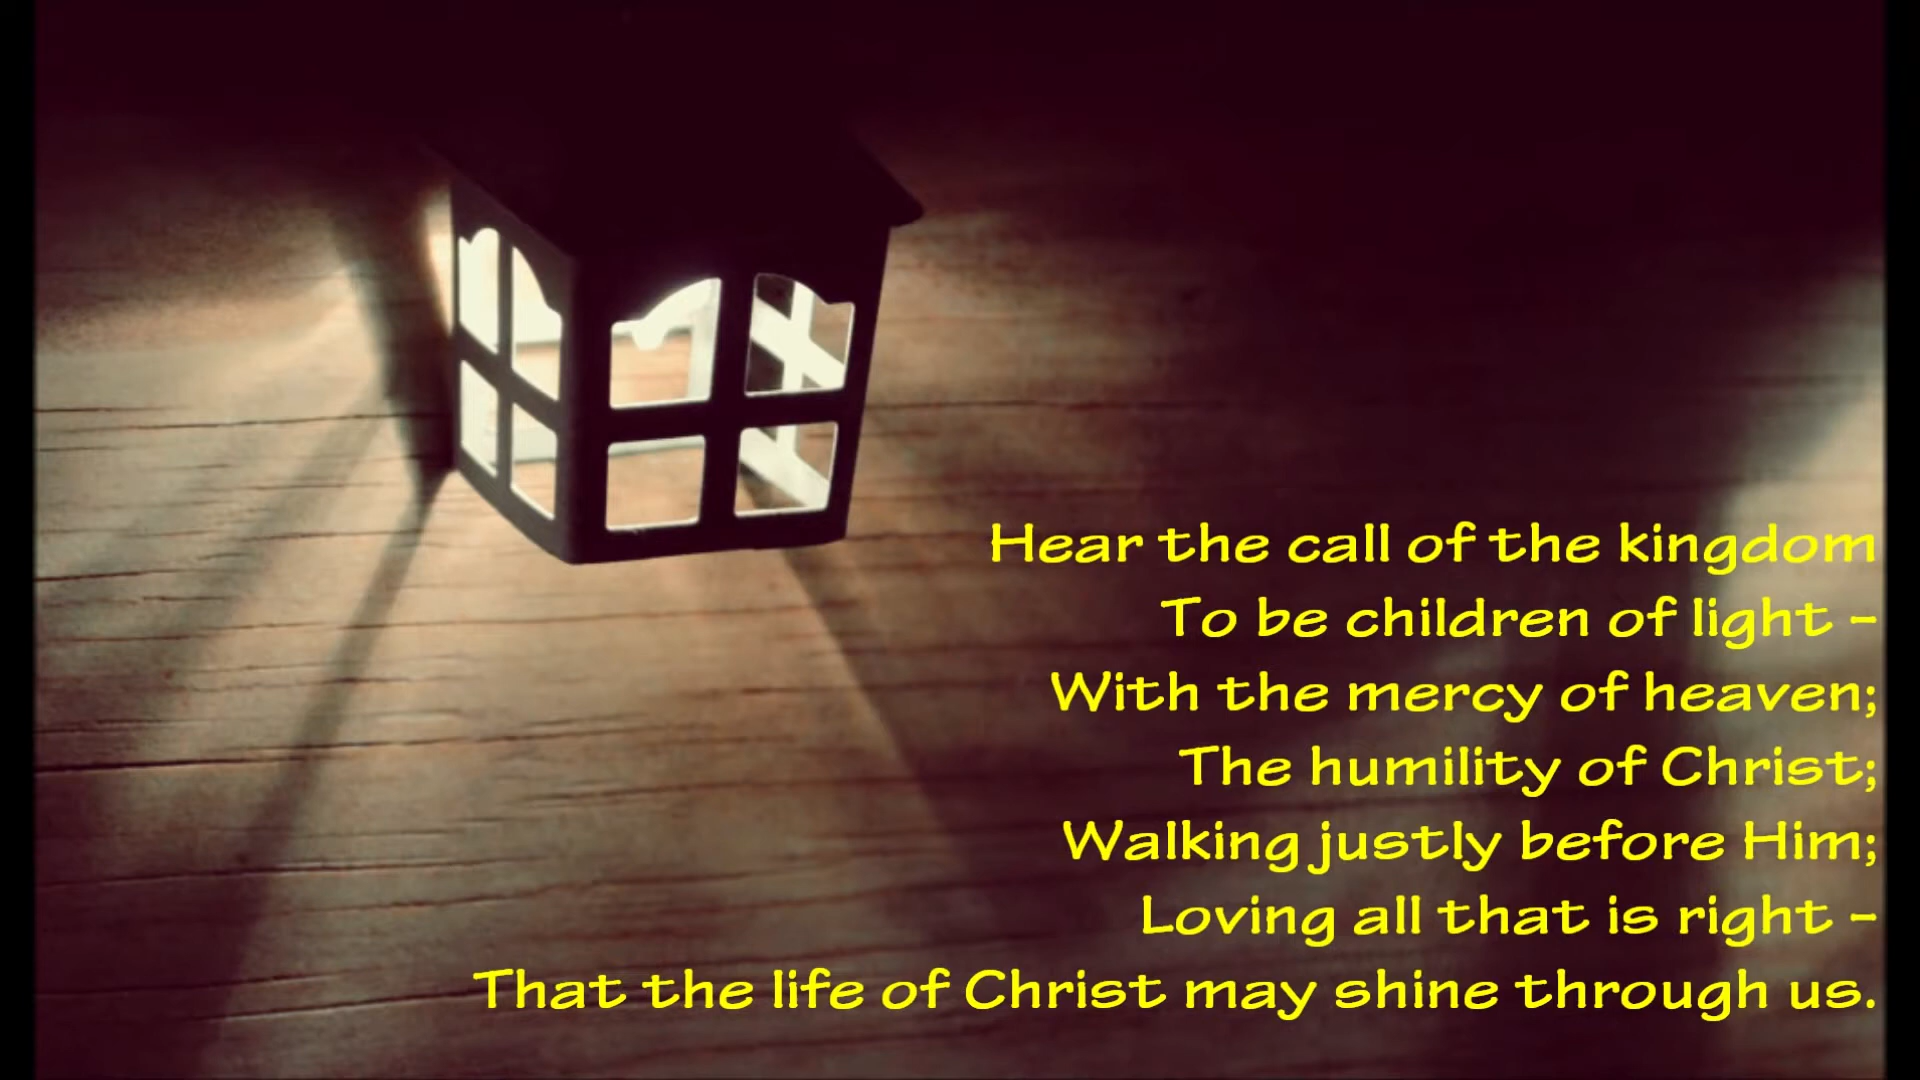 Hear the call of the kingdom
To be children of light –
With the mercy of heaven;
The humility of Christ;
Walking justly before Him;
Loving all that is right –
That the life of Christ may shine through us.